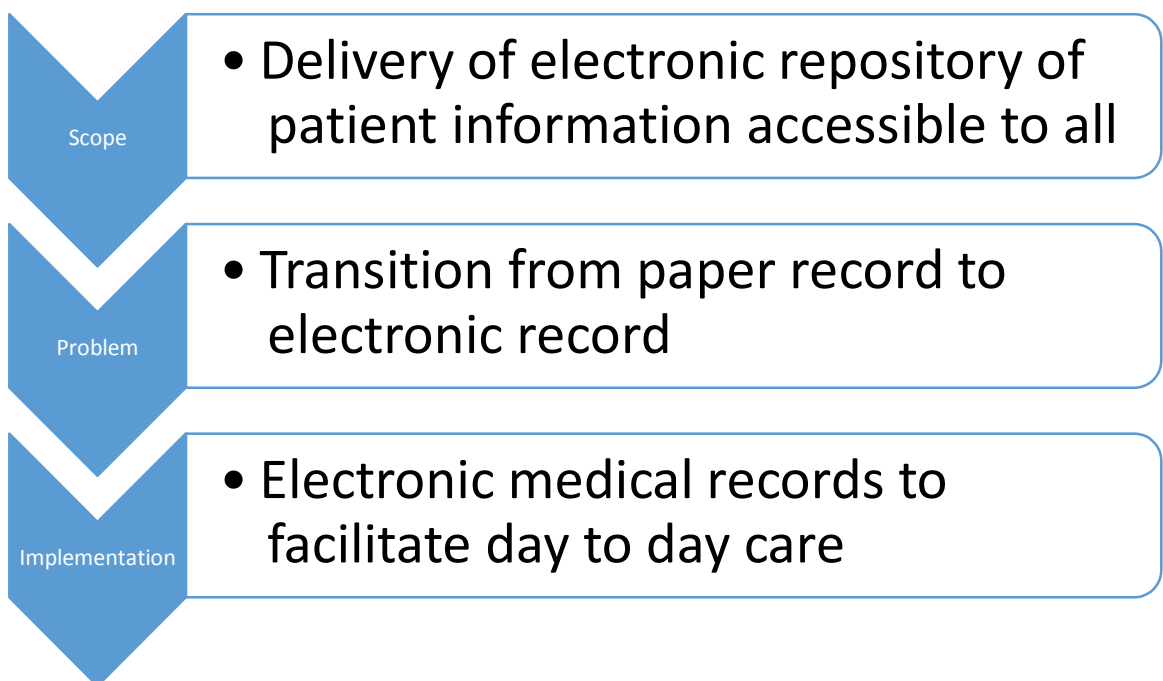 Scope
• Delivery of electronic repository of
patient information accessible to all
Problem
• Transition from paper record to
electronic record
Implementation
• Electronic medical records to
facilitate day to day care